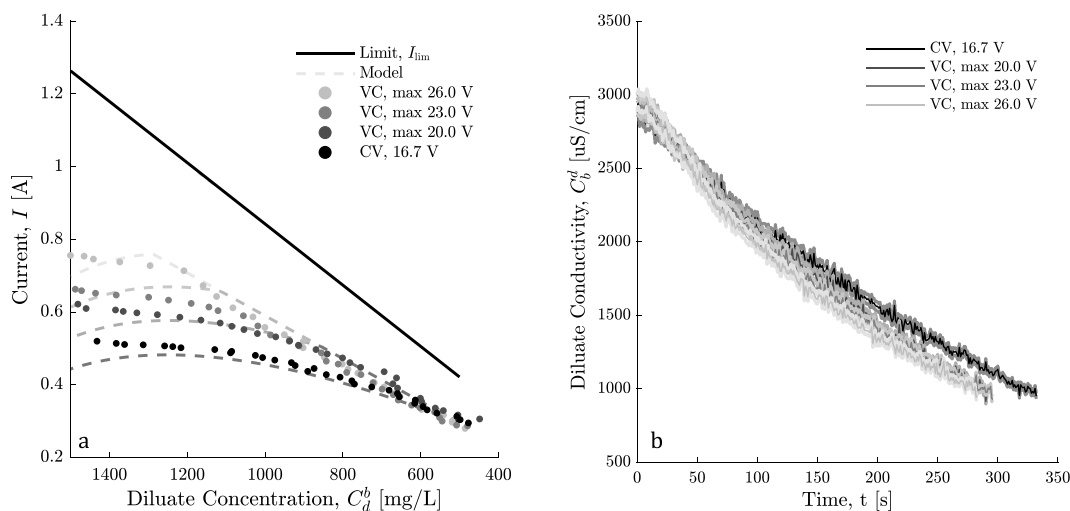 1.4
1.2
1
0.8
0.6
0.4
0.2
1400 1200 1000 800 600 400
Current, I [A]
Diluate Concentration, C_d^b [mg/L]
Limit, I_lim
Model
VC, max 26.0 V
VC, max 23.0 V
VC, max 20.0 V
CV, 16.7 V
a
3500
3000
2500
2000
1500
1000
500
0 50 100 150 200 250 300 350
Diluate Conductivity, C_b^d [uS/cm]
Time, t [s]
CV, 16.7 V
VC, max 20.0 V
VC, max 23.0 V
VC, max 26.0 V
b